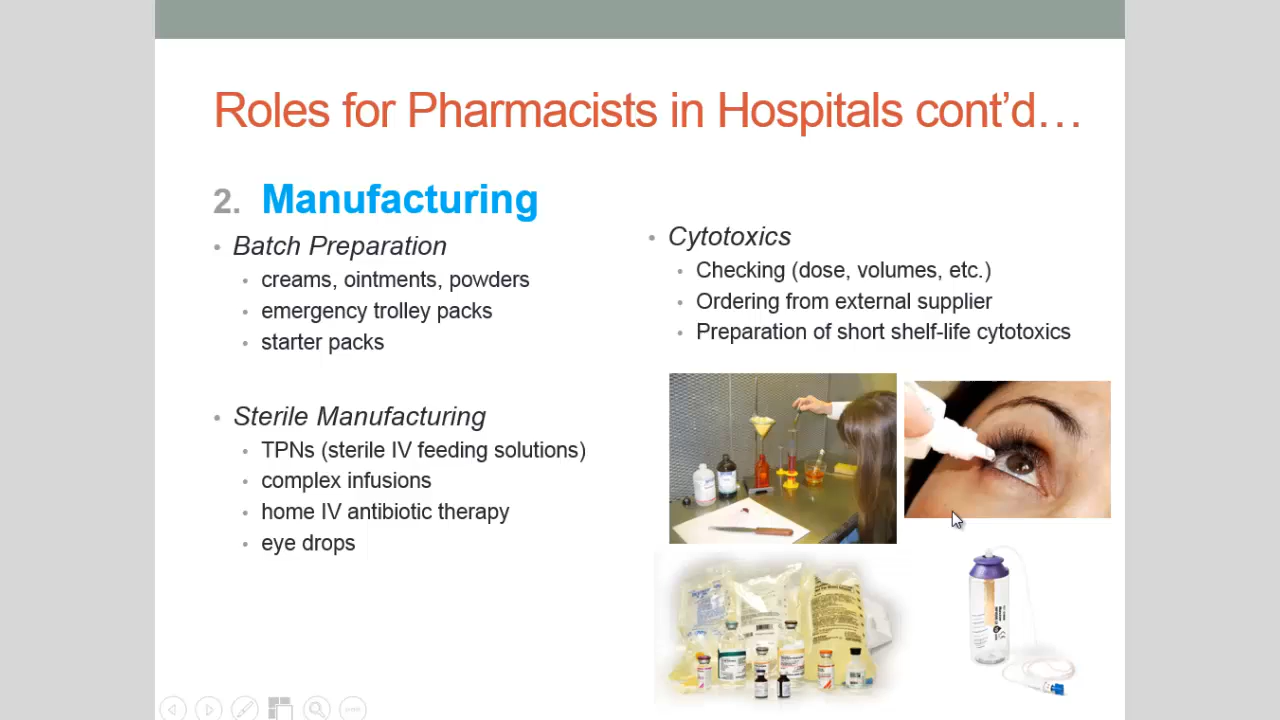 Roles for Pharmacists in Hospitals cont’d…
2. Manufacturing
• Batch Preparation
• creams, ointments, powders
• emergency trolley packs
• starter packs
• Sterile Manufacturing
• TPNs (sterile IV feeding solutions)
• complex infusions
• home IV antibiotic therapy
• eye drops
• Cytotoxics
• Checking (dose, volumes, etc.)
• Ordering from external supplier
• Preparation of short shelf-life cytotoxics